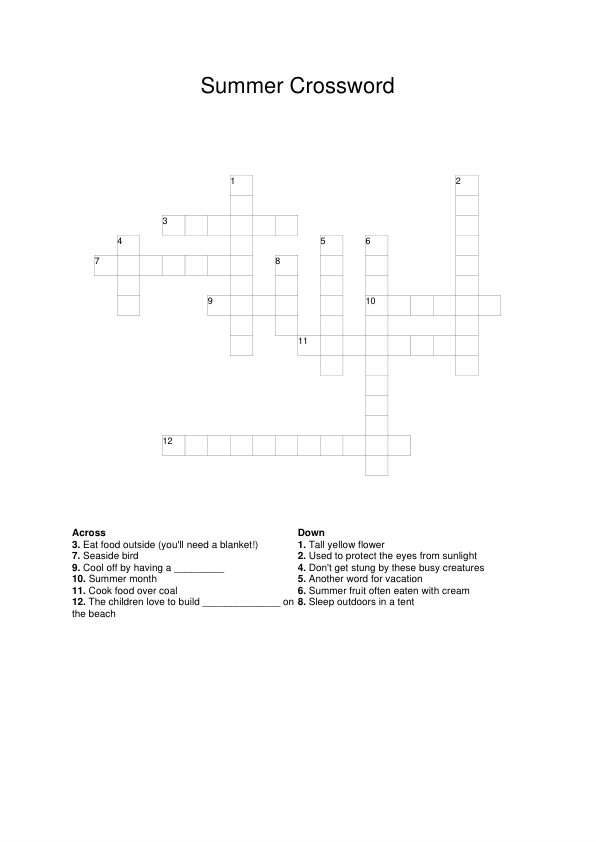 Summer Crossword
1
2
3
4
5
6
7
8
9
10
11
12
Across
3. Eat food outside (you'll need a blanket!)
7. Seaside bird
9. Cool off by having a _________
10. Summer month
11. Cook food over coal
12. The children love to build ______________ on
the beach
Down
1. Tall yellow flower
2. Used to protect the eyes from sunlight
4. Don't get stung by these busy creatures
5. Another word for vacation
6. Summer fruit often eaten with cream
8. Sleep outdoors in a tent